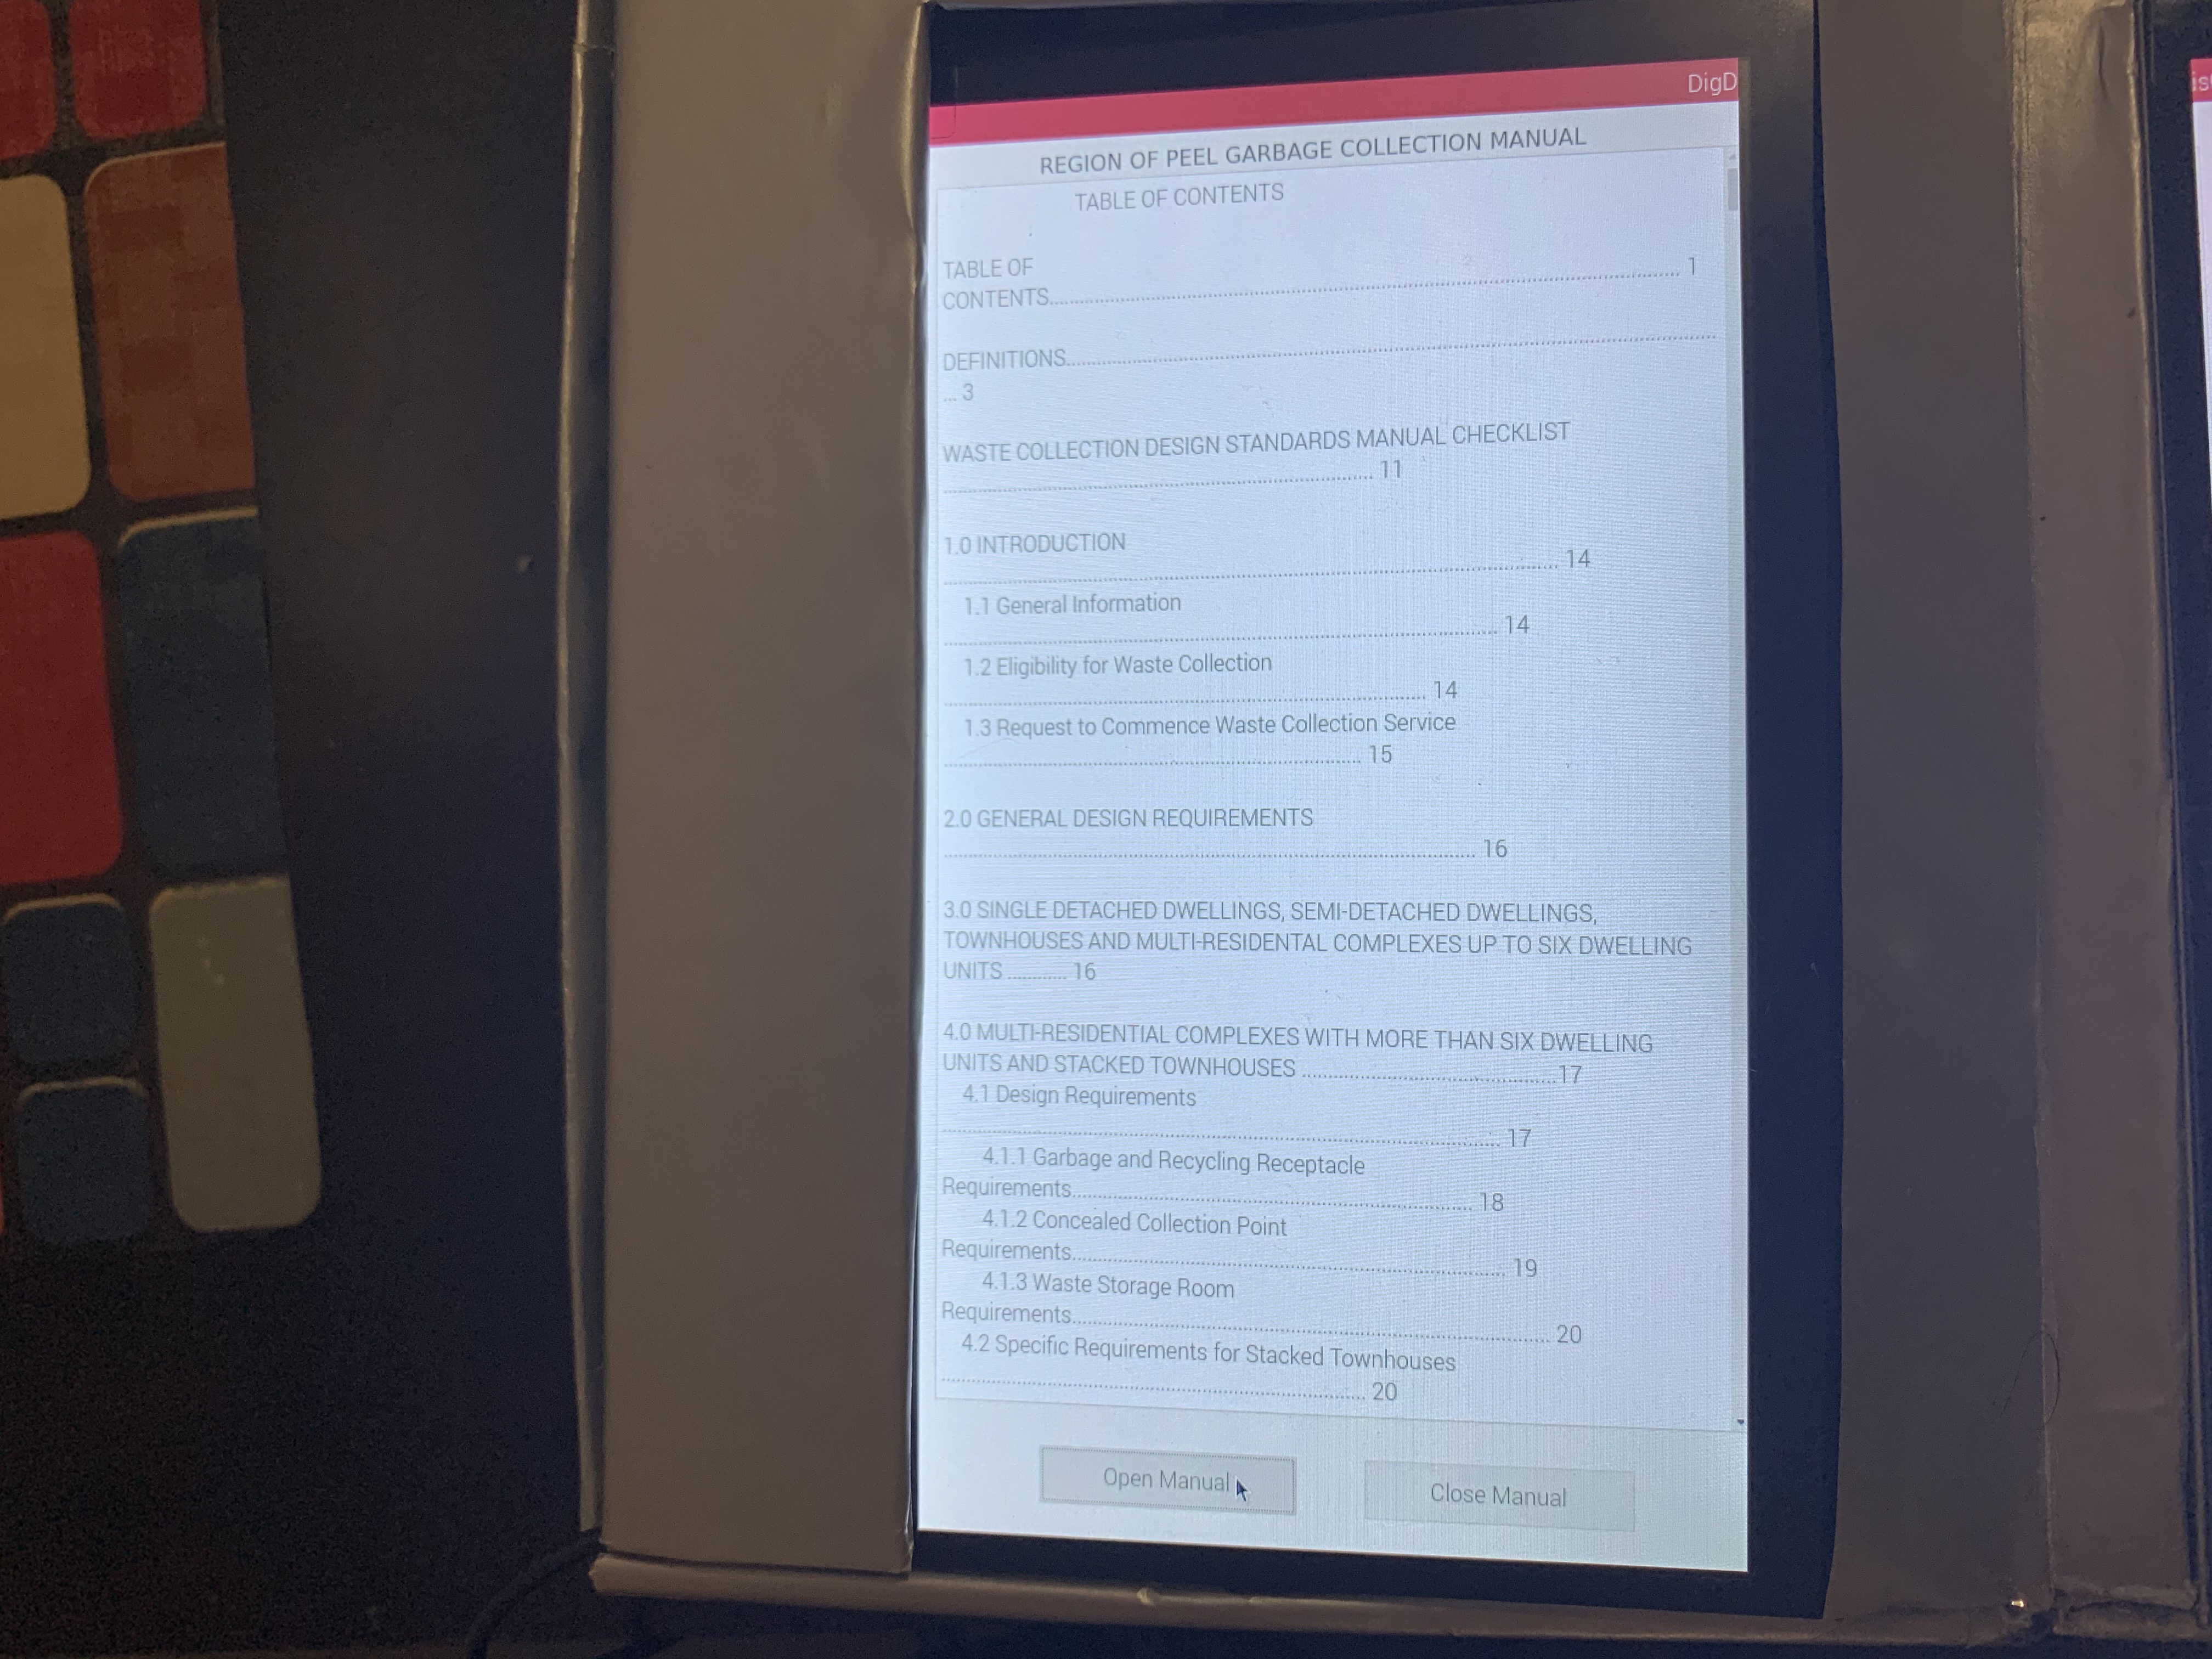 DigD
REGION OF PEEL GARBAGE COLLECTION MANUAL
TABLE OF CONTENTS
TABLE OF
CONTENTS.................... 1
DEFINITIONS....................
... 3
WASTE COLLECTION DESIGN STANDARDS MANUAL CHECKLIST
.................... 11
1.0 INTRODUCTION
.................... 14
1.1 General Information
.................... 14
1.2 Eligibility for Waste Collection
.................... 14
1.3 Request to Commence Waste Collection Service
.................... 15
2.0 GENERAL DESIGN REQUIREMENTS
.................... 16
3.0 SINGLE DETACHED DWELLINGS, SEMI-DETACHED DWELLINGS,
TOWNHOUSES AND MULTI-RESIDENTAL COMPLEXES UP TO SIX DWELLING
UNITS ............ 16
4.0 MULTI-RESIDENTIAL COMPLEXES WITH MORE THAN SIX DWELLING
UNITS AND STACKED TOWNHOUSES ....................17
4.1 Design Requirements
.................... 17
4.1.1 Garbage and Recycling Receptacle
Requirements.................... 18
4.1.2 Concealed Collection Point
Requirements.................... 19
4.1.3 Waste Storage Room
Requirements.................... 20
4.2 Specific Requirements for Stacked Townhouses
.................... 20
Open Manual
Close Manual